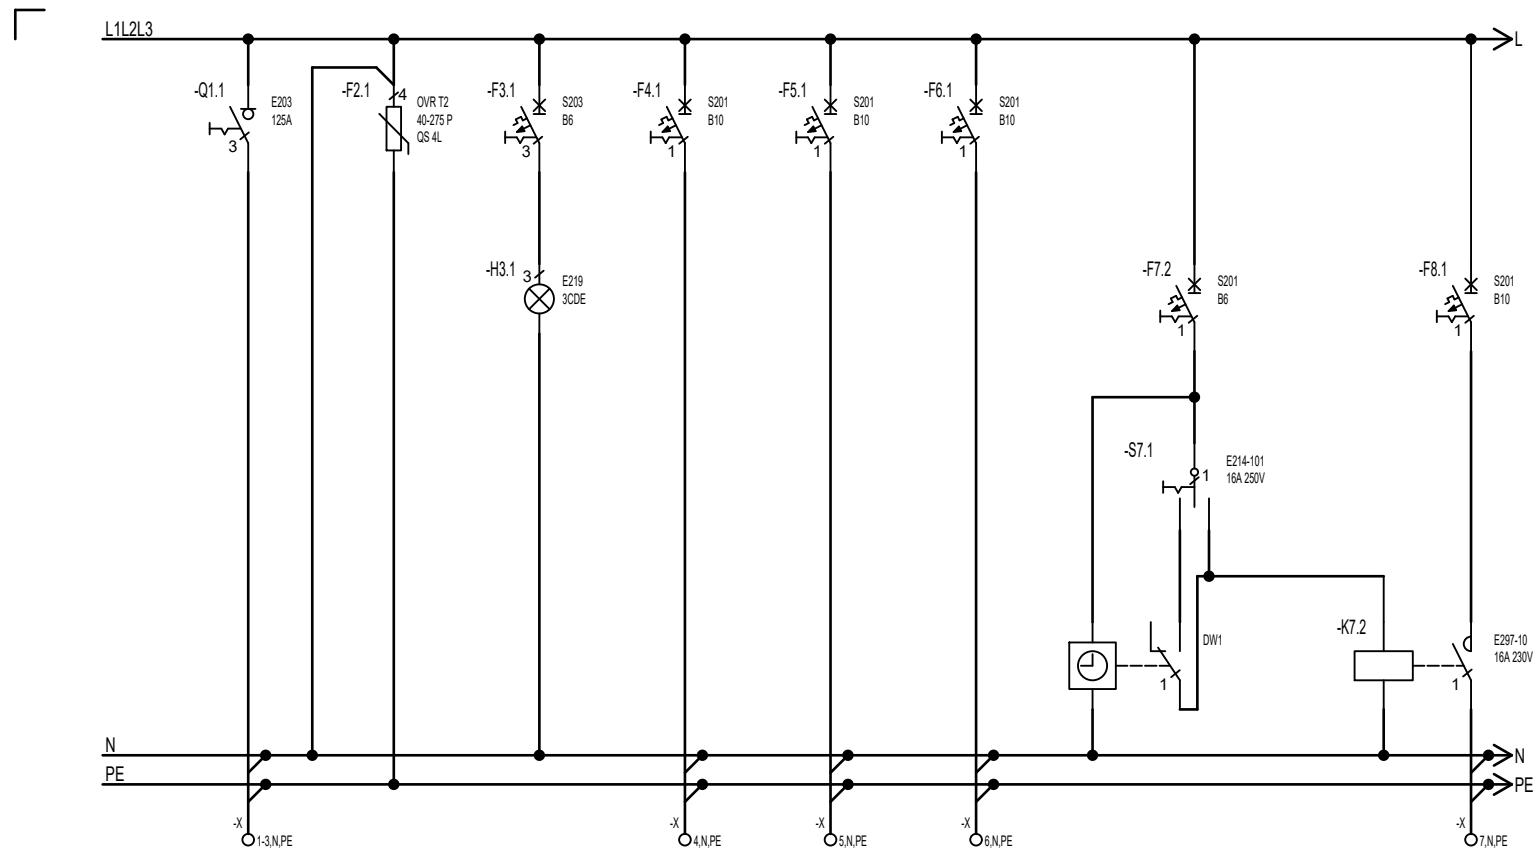 L1L2L3
L
-Q1.1
E203
125A
3
-F2.1
4
OVR T2
40-275 P
QS 4L
-F3.1
S203
B6
3
-F4.1
S201
B10
1
-F5.1
S201
B10
1
-F6.1
S201
B10
1
-H3.1
3
E219
3CDE
-F7.2
S201
B6
1
-F8.1
S201
B10
1
-S7.1
1
E214-101
16A 250V
DW1
1
-K7.2
E297-10
16A 230V
1
N
N
PE
PE
-X
1-3,N,PE
-X
4,N,PE
-X
5,N,PE
-X
6,N,PE
-X
7,N,PE